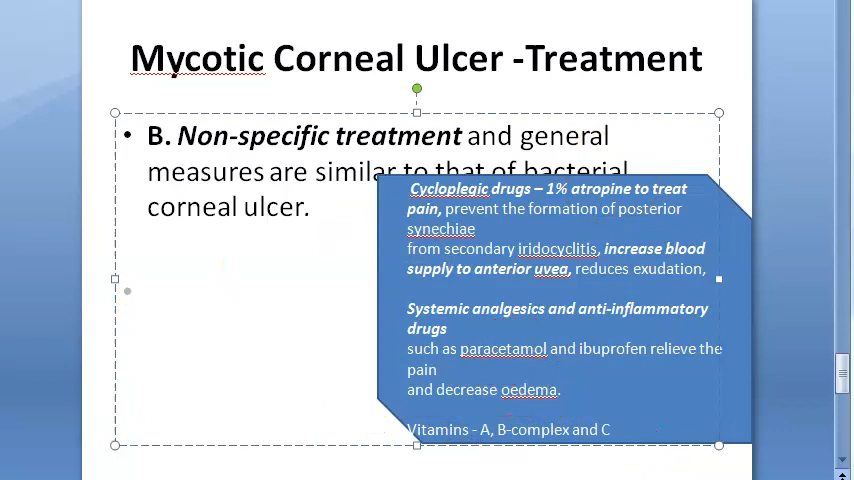 Mycotic Corneal Ulcer -Treatment
• B. Non-specific treatment and general
measures are similar to that of bacterial
corneal ulcer.
Cycloplegic drugs – 1% atropine to treat
pain, prevent the formation of posterior
synechiae
from secondary iridocyclitis, increase blood
supply to anterior uvea, reduces exudation,
Systemic analgesics and anti-inflammatory
drugs
such as paracetamol and ibuprofen relieve the
pain
and decrease oedema.
Vitamins - A, B-complex and C